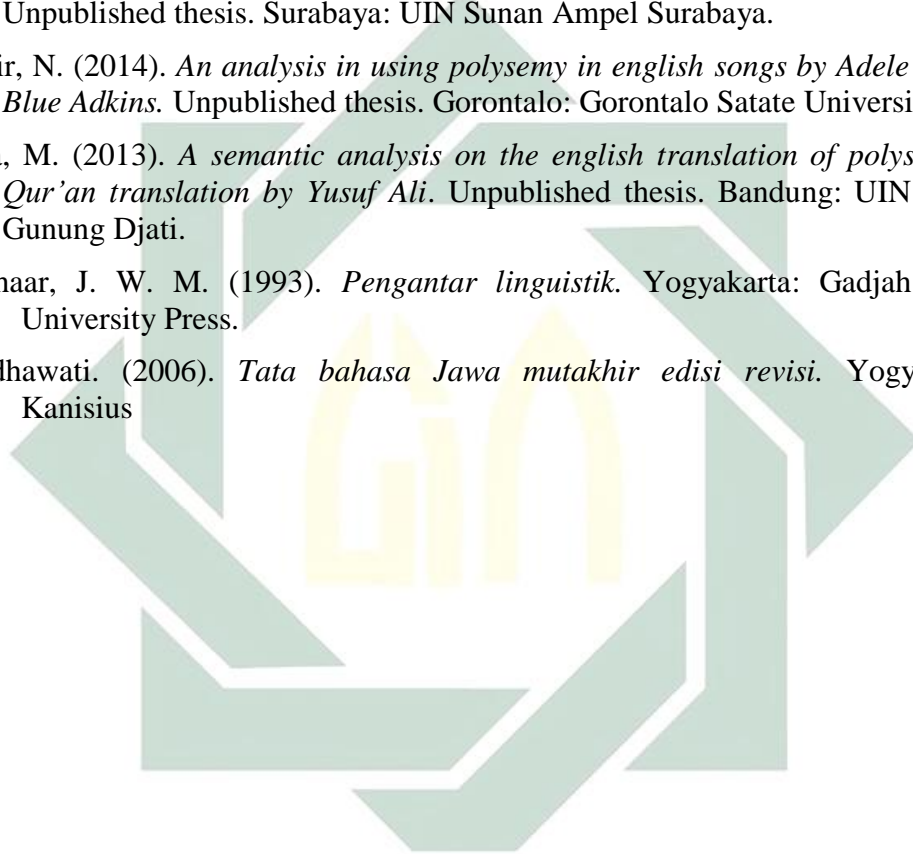 Unpublished thesis. Surabaya: UIN Sunan Ampel Surabaya.
ir, N. (2014). An analysis in using polysemy in english songs by Adele
Blue Adkins. Unpublished thesis. Gorontalo: Gorontalo Satate Universi
, M. (2013). A semantic analysis on the english translation of polys
Qur’an translation by Yusuf Ali. Unpublished thesis. Bandung: UIN
Gunung Djati.
haar, J. W. M. (1993). Pengantar linguistik. Yogyakarta: Gadjah
University Press.
dhawati. (2006). Tata bahasa Jawa mutakhir edisi revisi. Yogy
Kanisius